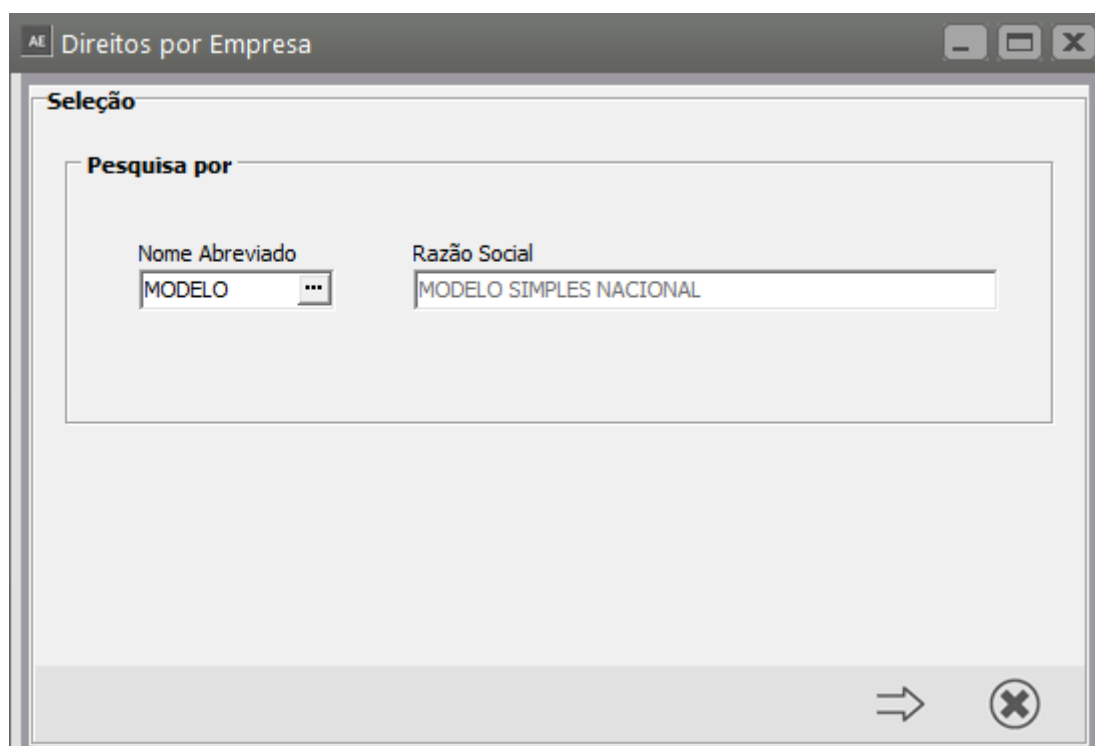 AE Direitos por Empresa
Seleção
Pesquisa por
Nome Abreviado Razão Social
MODELO ... MODELO SIMPLES NACIONAL